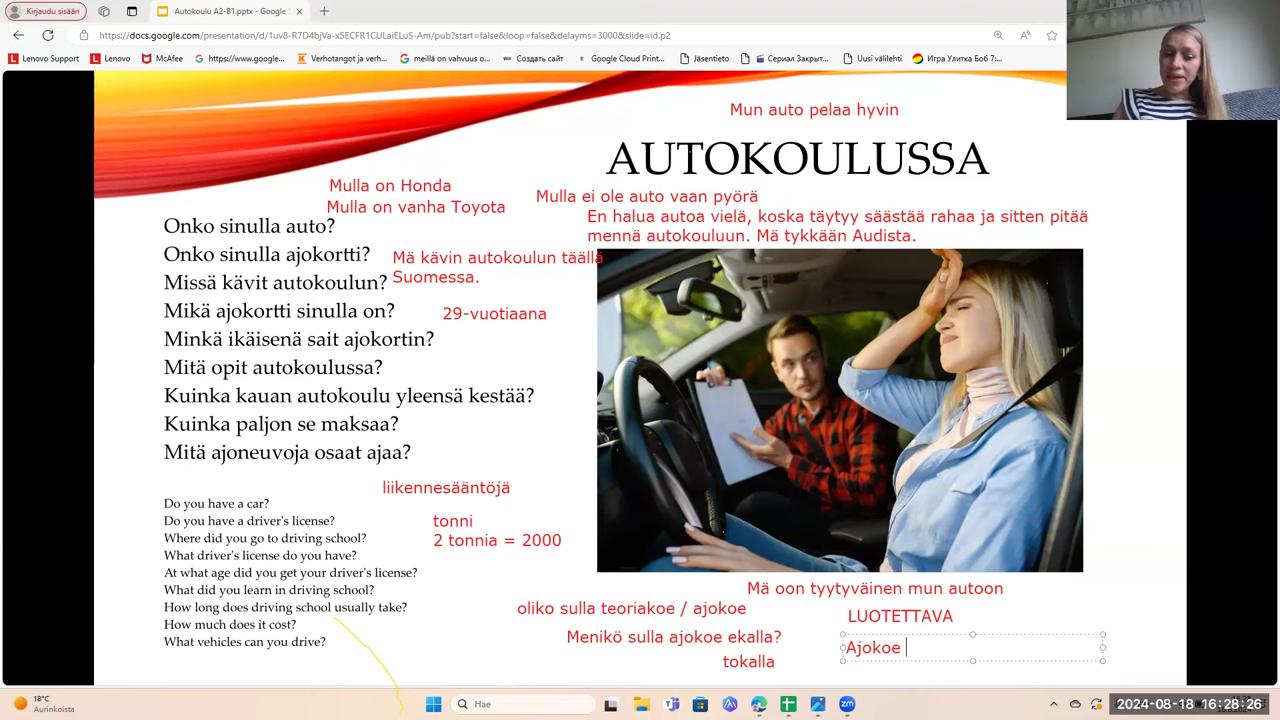 Kirjaudu sisään
Autokoulu A2-B1.pptx - Google
https://docs.google.com/presentation/d/1uv8-R7D4bjVa-x5ECFR1CULaiELuS-Am/pub?start=false&loop=false&delayms=3000&slide=id.p2
Lenovo Support
Lenovo
McAfee
https://www.google...
Verhotangot ja verh...
meillä on vahvuus o...
Создать сайт
Google Cloud Print...
Jäsentieto
Сериал Закрыт...
Uusi välilehti
Игра Улитка Боб 7:...
Mun auto pelaa hyvin
AUTOKOULUSSA
Mulla on Honda
Mulla on vanha Toyota
Mulla ei ole auto vaan pyörä
En halua autoa vielä, koska täytyy säästää rahaa ja sitten pitää
mennä autokouluun. Mä tykkään Audista.
Onko sinulla auto?
Onko sinulla ajokortti?
Mä kävin autokoulun täällä
Suomessa.
Missä kävit autokoulun?
Mikä ajokortti sinulla on?
29-vuotiaana
Minkä ikäisenä sait ajokortin?
Mitä opit autokoulussa?
Kuinka kauan autokoulu yleensä kestää?
Kuinka paljon se maksaa?
Mitä ajoneuvoja osaat ajaa?
liikennesääntöjä
Do you have a car?
Do you have a driver's license?
Where did you go to driving school?
What driver's license do you have?
At what age did you get your driver's license?
What did you learn in driving school?
How long does driving school usually take?
How much does it cost?
What vehicles can you drive?
tonni
2 tonnia = 2000
Mä oon tyytyväinen mun autoon
oliko sulla teoriakoe / ajokoe
LUOTETTAVA
Menikö sulla ajokoe ekalla?
Ajokoe
tokalla
18°C
Aurinkoista
Hae
2024-08-18 16:28:26